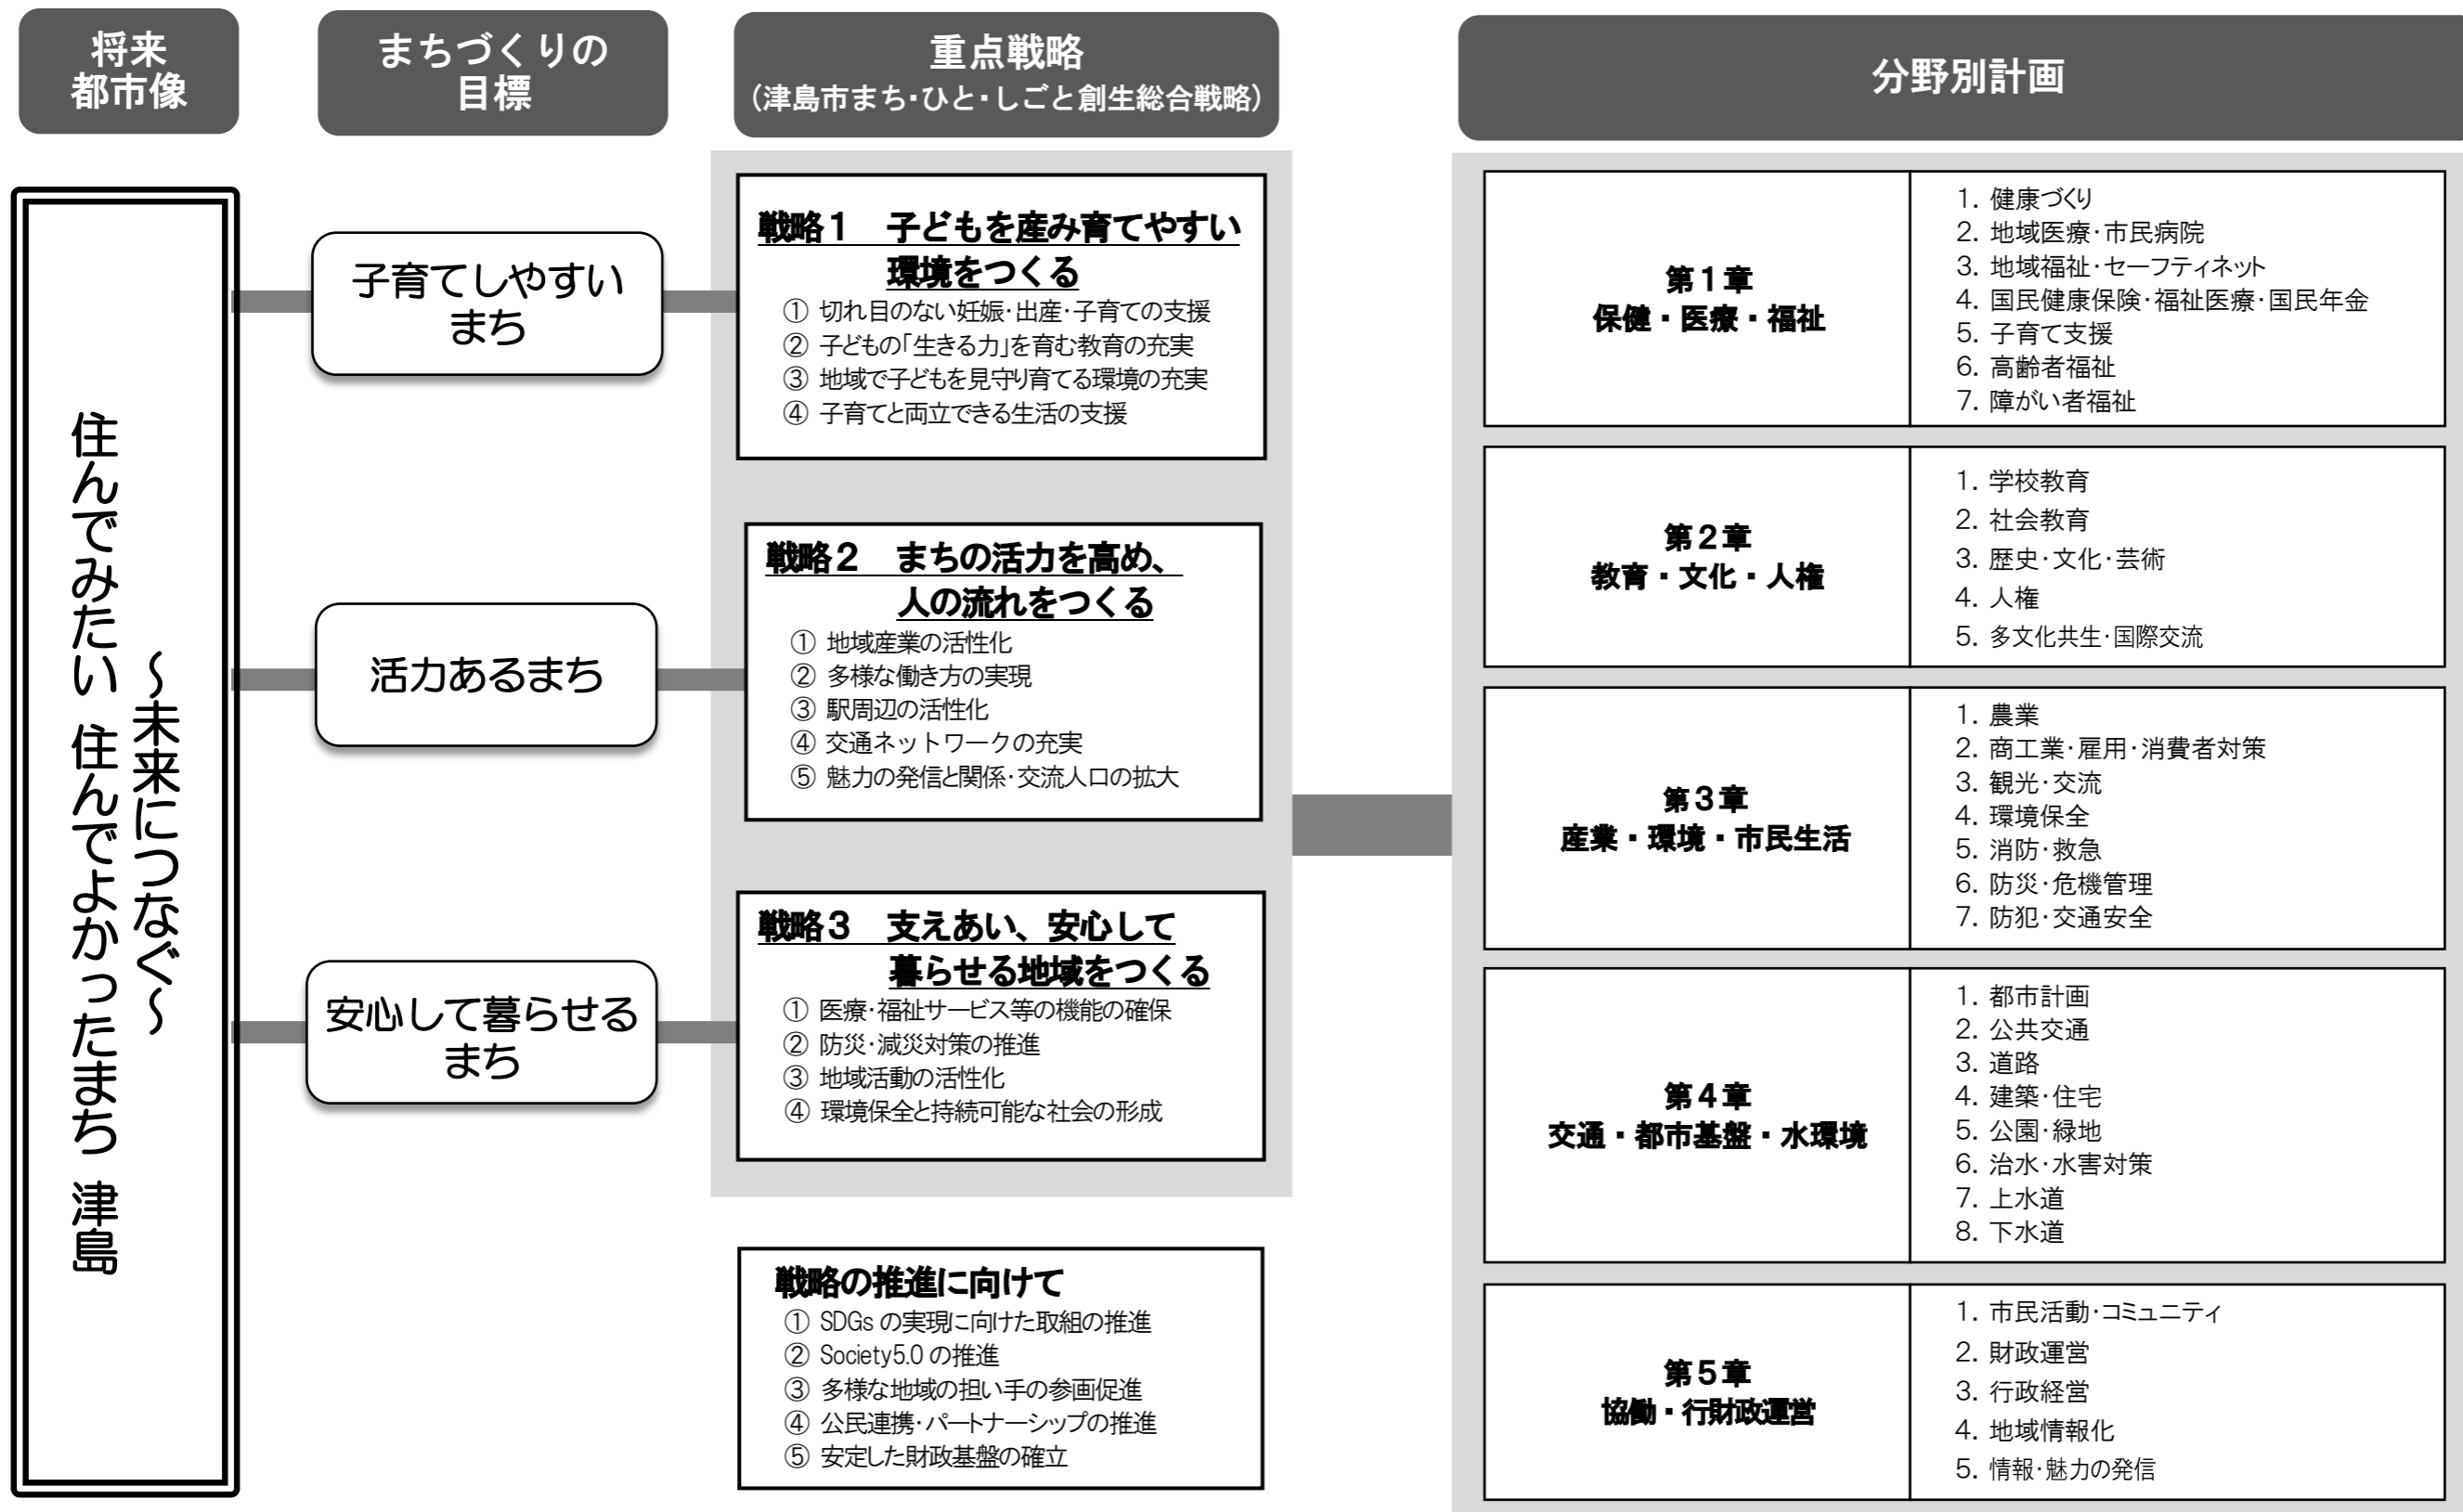 将来
都市像
まちづくりの
目標
重点戦略
(津島市まち・ひと・しごと創生総合戦略)
分野別計画
住んでみたい 住んでよかったまち 津島
～未来につなぐ～
子育てしやすい
まち
活力あるまち
安心して暮らせる
まち
戦略1 子どもを産み育てやすい
環境をつくる
① 切れ目のない妊娠・出産・子育ての支援
② 子どもの「生きる力」を育む教育の充実
③ 地域で子どもを見守り育てる環境の充実
④ 子育てと両立できる生活の支援
戦略2 まちの活力を高め、
人の流れをつくる
① 地域産業の活性化
② 多様な働き方の実現
③ 駅周辺の活性化
④ 交通ネットワークの充実
⑤ 魅力の発信と関係・交流人口の拡大
戦略3 支えあい、安心して
暮らせる地域をつくる
① 医療・福祉サービス等の機能の確保
② 防災・減災対策の推進
③ 地域活動の活性化
④ 環境保全と持続可能な社会の形成
戦略の推進に向けて
① SDGs の実現に向けた取組の推進
② Society5.0 の推進
③ 多様な地域の担い手の参画促進
④ 公民連携・パートナーシップの推進
⑤ 安定した財政基盤の確立
第1章
保健・医療・福祉
1. 健康づくり
2. 地域医療・市民病院
3. 地域福祉・セーフティネット
4. 国民健康保険・福祉医療・国民年金
5. 子育て支援
6. 高齢者福祉
7. 障がい者福祉
第2章
教育・文化・人権
1. 学校教育
2. 社会教育
3. 歴史・文化・芸術
4. 人権
5. 多文化共生・国際交流
第3章
産業・環境・市民生活
1. 農業
2. 商工業・雇用・消費者対策
3. 観光・交流
4. 環境保全
5. 消防・救急
6. 防災・危機管理
7. 防犯・交通安全
第4章
交通・都市基盤・水環境
1. 都市計画
2. 公共交通
3. 道路
4. 建築・住宅
5. 公園・緑地
6. 治水・水害対策
7. 上水道
8. 下水道
第5章
協働・行財政運営
1. 市民活動・コミュニティ
2. 財政運営
3. 行政経営
4. 地域情報化
5. 情報・魅力の発信